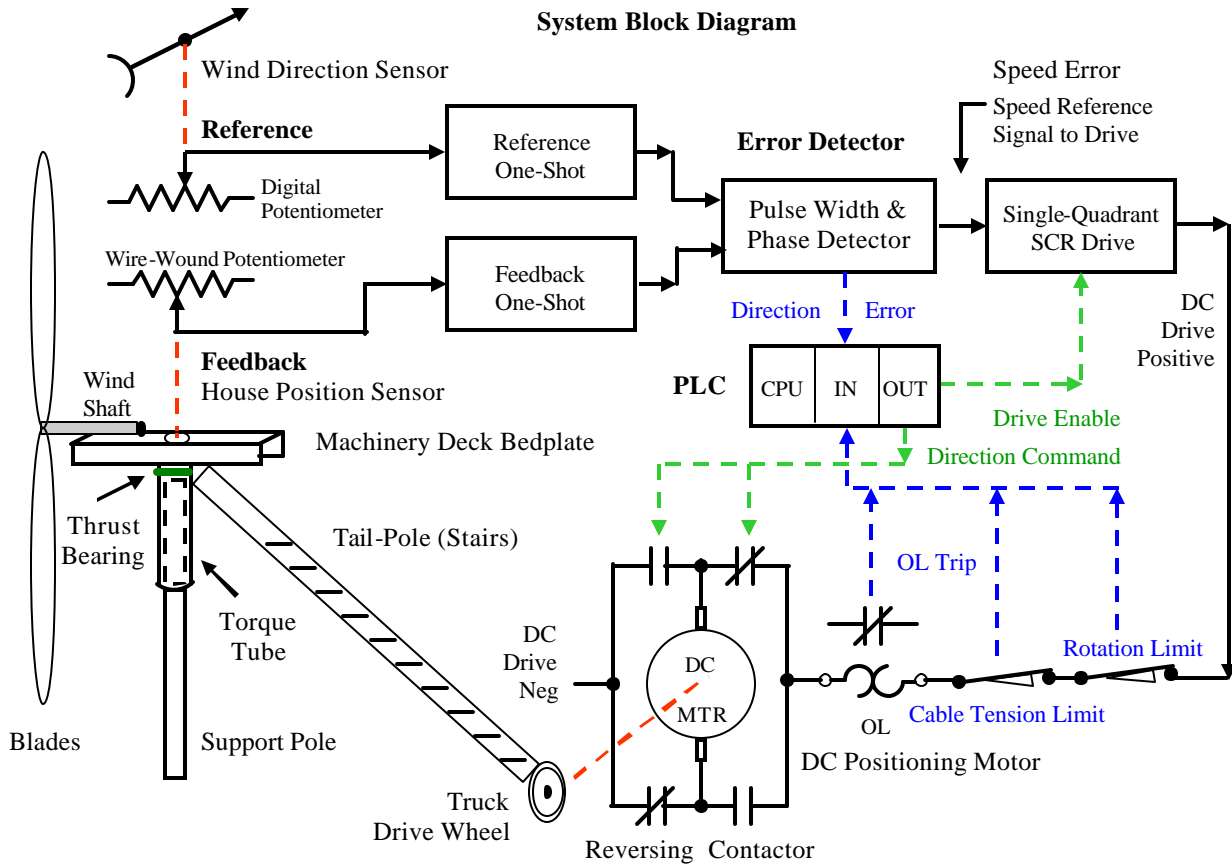 System Block Diagram
Wind Direction Sensor
Speed Error
Speed Reference
Signal to Drive
Reference
Reference
One-Shot
Error Detector
Digital
Potentiometer
Pulse Width &
Phase Detector
Single-Quadrant
SCR Drive
Wire-Wound Potentiometer
Feedback
One-Shot
Direction Error
DC
Drive
Positive
Feedback
House Position Sensor
Wind
Shaft
PLC
CPU
IN
OUT
Drive Enable
Machinery Deck Bedplate
Direction Command
Thrust
Bearing
Tail-Pole (Stairs)
OL Trip
Torque
Tube
DC
Drive
Neg
DC
MTR
Rotation Limit
OL
Cable Tension Limit
Blades
Support Pole
DC Positioning Motor
Truck
Drive Wheel
Reversing Contactor